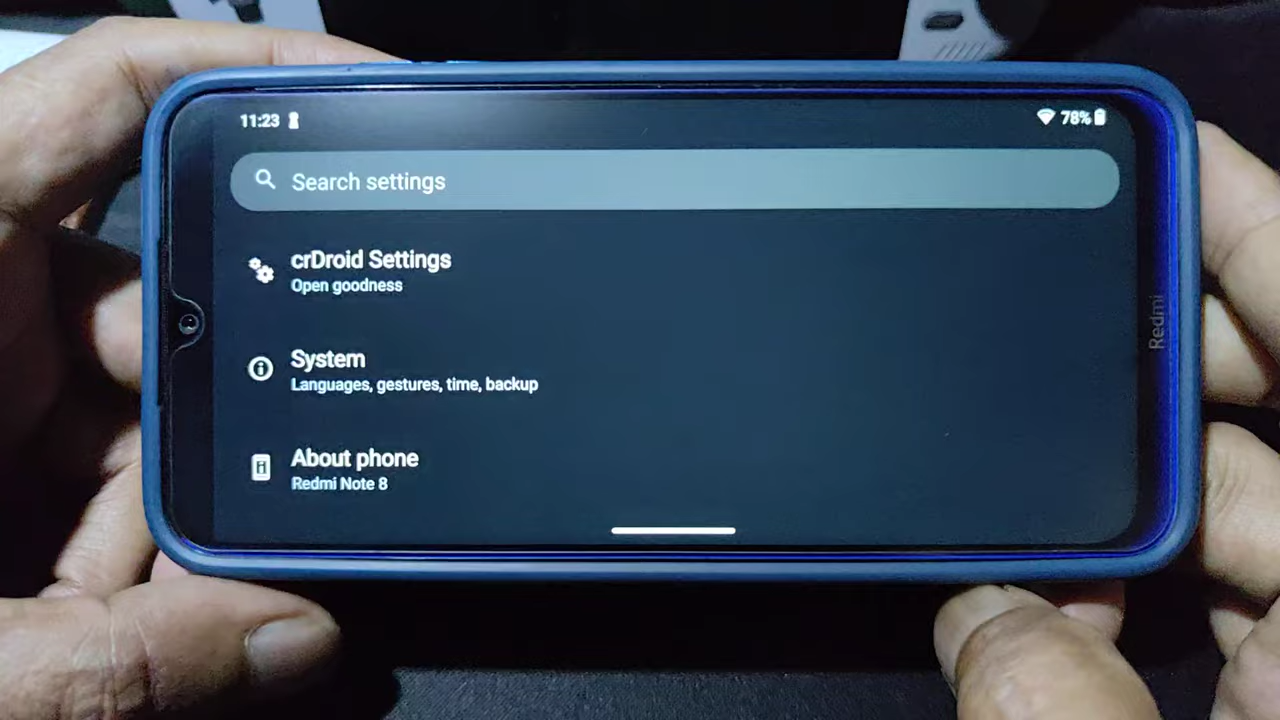 11:23
78%
Search settings
crDroid Settings
Open goodness
System
Languages, gestures, time, backup
About phone
Redmi Note 8
Redmi